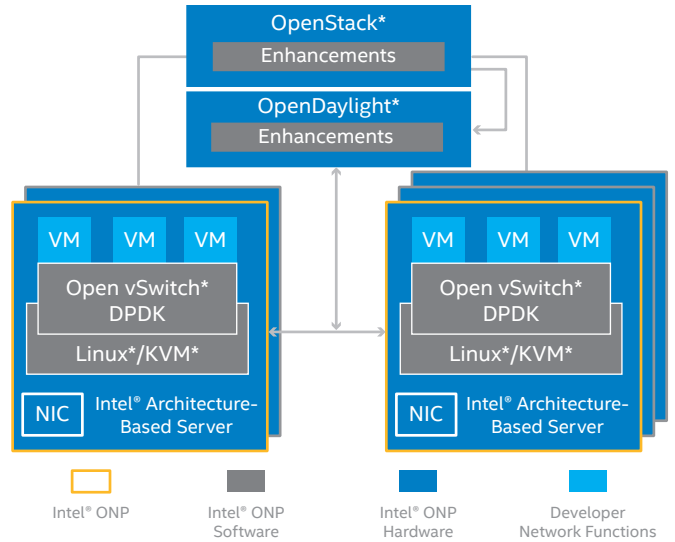 OpenStack*
Enhancements
OpenDaylight*
Enhancements
VM VM VM
Open vSwitch*
DPDK
Linux*/KVM*
NIC
Intel® Architecture-
Based Server
VM VM VM
Open vSwitch*
DPDK
Linux*/KVM*
NIC
Intel® Architecture-
Based Server
Intel® ONP
Intel® ONP
Software
Intel® ONP
Hardware
Developer
Network Functions